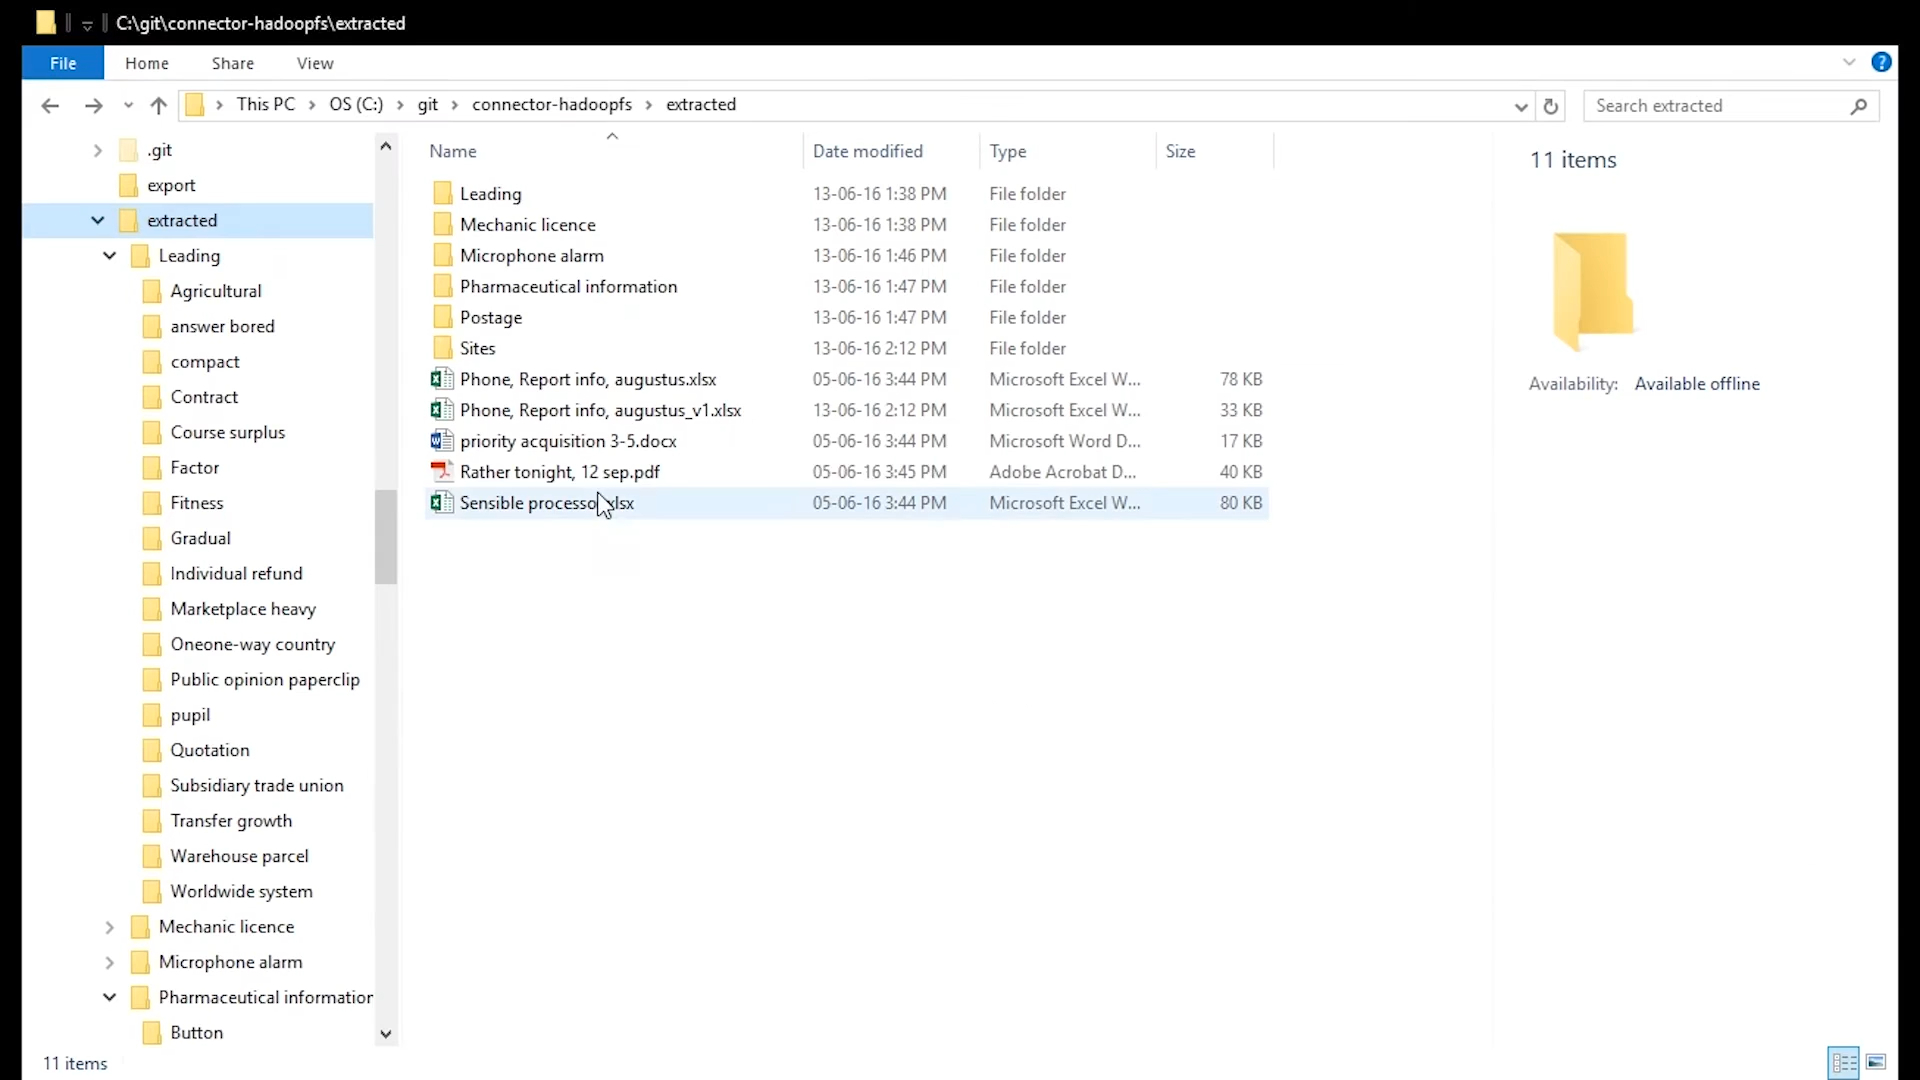 C:\git\connector-hadoopfs\extracted
File Home Share View
This PC OS (C:) git connector-hadoopfs extracted Search extracted
.git
export
extracted
Leading
Agricultural
answer bored
compact
Contract
Course surplus
Factor
Fitness
Gradual
Individual refund
Marketplace heavy
Oneone-way country
Public opinion paperclip
pupil
Quotation
Subsidiary trade union
Transfer growth
Warehouse parcel
Worldwide system
Mechanic licence
Microphone alarm
Pharmaceutical information
Button
Name Date modified Type Size
Leading 13-06-16 1:38 PM File folder
Mechanic licence 13-06-16 1:38 PM File folder
Microphone alarm 13-06-16 1:46 PM File folder
Pharmaceutical information 13-06-16 1:47 PM File folder
Postage 13-06-16 1:47 PM File folder
Sites 13-06-16 2:12 PM File folder
Phone, Report info, augustus.xlsx 05-06-16 3:44 PM Microsoft Excel W... 78 KB
Phone, Report info, augustus_v1.xlsx 13-06-16 2:12 PM Microsoft Excel W... 33 KB
priority acquisition 3-5.docx 05-06-16 3:44 PM Microsoft Word D... 17 KB
Rather tonight, 12 sep.pdf 05-06-16 3:45 PM Adobe Acrobat D... 40 KB
Sensible processo xlsx 05-06-16 3:44 PM Microsoft Excel W... 80 KB
11 items
Availability: Available offline
11 items